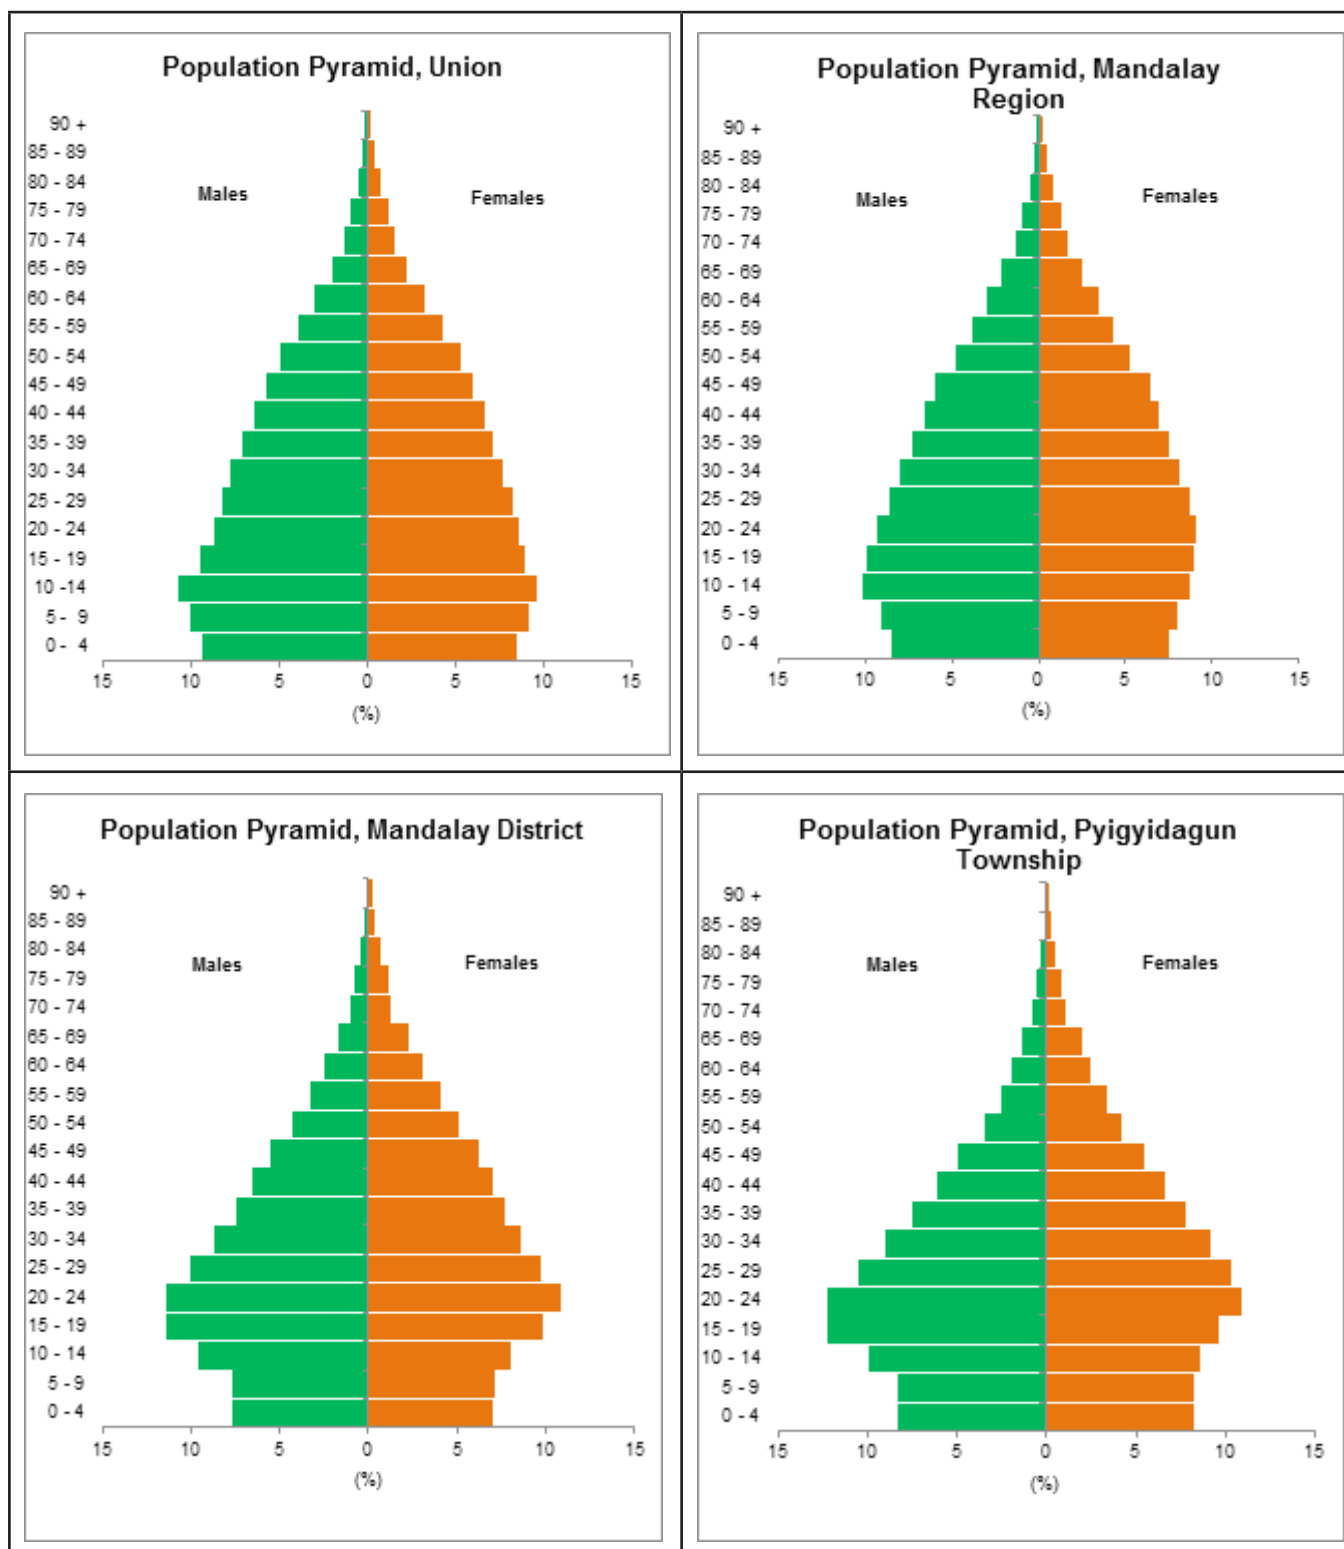 Population Pyramid, Union
90 +
85 - 89
80 - 84
75 - 79
70 - 74
65 - 69
60 - 64
55 - 59
50 - 54
45 - 49
40 - 44
35 - 39
30 - 34
25 - 29
20 - 24
15 - 19
10 -14
5 -  9
0 -  4
Males
Females
15 10 5 0 5 10 15
(%)
Population Pyramid, Mandalay
Region
90 +
85 - 89
80 - 84
75 - 79
70 - 74
65 - 69
60 - 64
55 - 59
50 - 54
45 - 49
40 - 44
35 - 39
30 - 34
25 - 29
20 - 24
15 - 19
10 - 14
5 - 9
0 - 4
Males
Females
15 10 5 0 5 10 15
(%)
Population Pyramid, Mandalay District
90 +
85 - 89
80 - 84
75 - 79
70 - 74
65 - 69
60 - 64
55 - 59
50 - 54
45 - 49
40 - 44
35 - 39
30 - 34
25 - 29
20 - 24
15 - 19
10 - 14
5 - 9
0 - 4
Males
Females
15 10 5 0 5 10 15
(%)
Population Pyramid, Pyigyidagun
Township
90 +
85 - 89
80 - 84
75 - 79
70 - 74
65 - 69
60 - 64
55 - 59
50 - 54
45 - 49
40 - 44
35 - 39
30 - 34
25 - 29
20 - 24
15 - 19
10 - 14
5 - 9
0 - 4
Males
Females
15 10 5 0 5 10 15
(%)